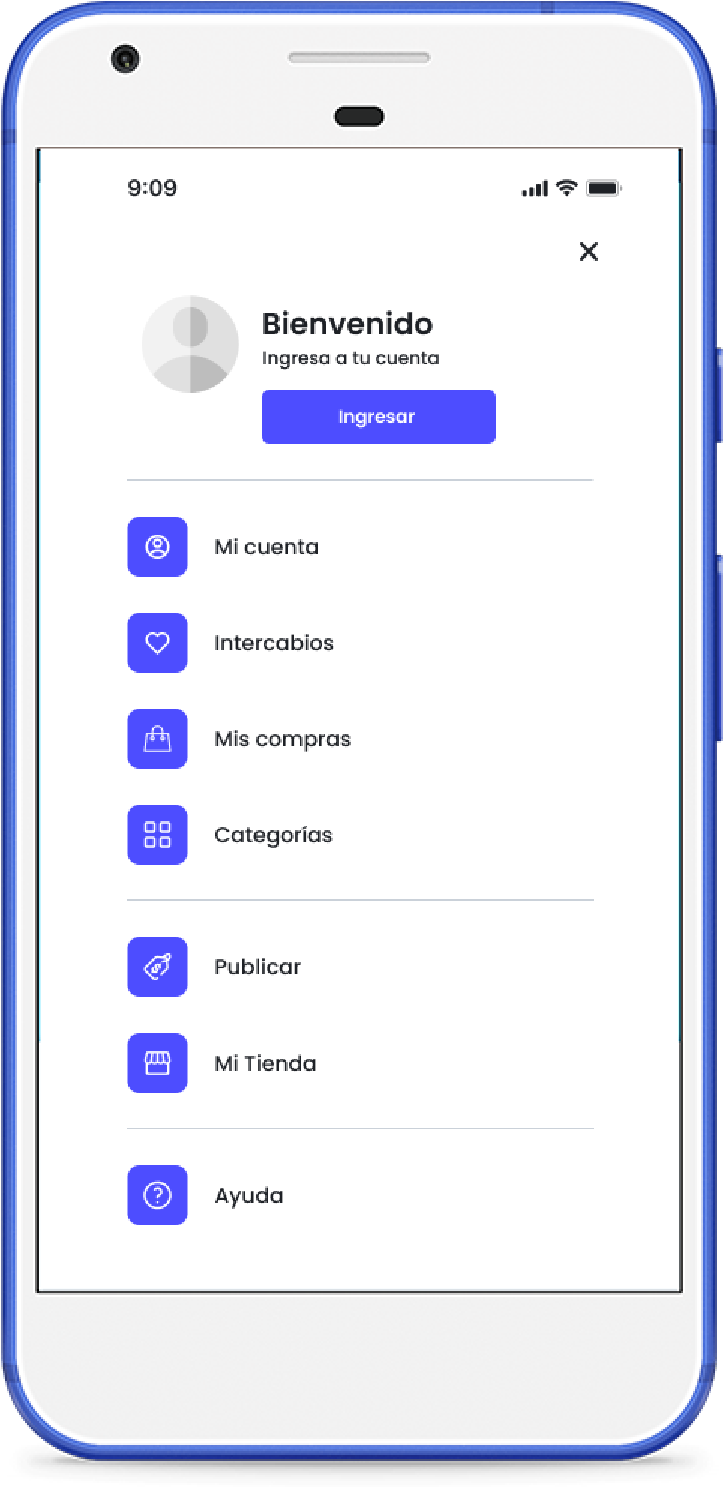 9:09
Bienvenido
Ingresa a tu cuenta
Ingresar
Mi cuenta
Intercabios
Mis compras
Categorías
Publicar
Mi Tienda
Ayuda